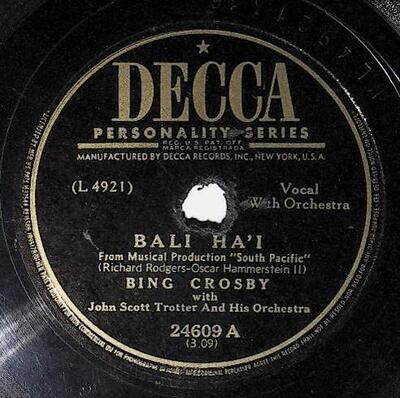 DECCA
PERSONALITY SERIES
REG. U.S. PAT. OFF.
MARCA REGISTRADA
MANUFACTURED BY DECCA RECORDS, INC., NEW YORK, U.S.A.
(L 4921)
Vocal
With Orchestra
BALI HA'I
From Musical Production "South Pacific"
(Richard Rodgers-Oscar Hammerstein II)
BING CROSBY
with
John Scott Trotter And His Orchestra
24609 A
(3.09)